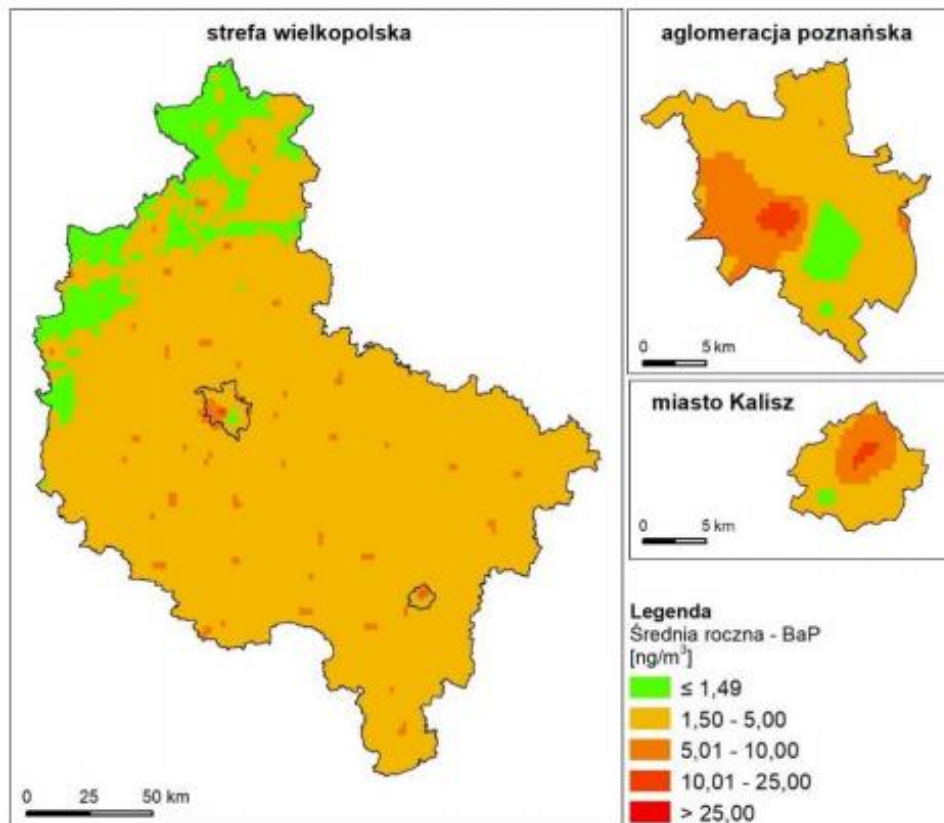 strefa wielkopolska
0 25 50 km
aglomeracja poznańska
0 5 km
miasto Kalisz
0 5 km
Legenda
Średnia roczna - BaP
[ng/m³]
≤ 1,49
1,50 - 5,00
5,01 - 10,00
10,01 - 25,00
> 25,00